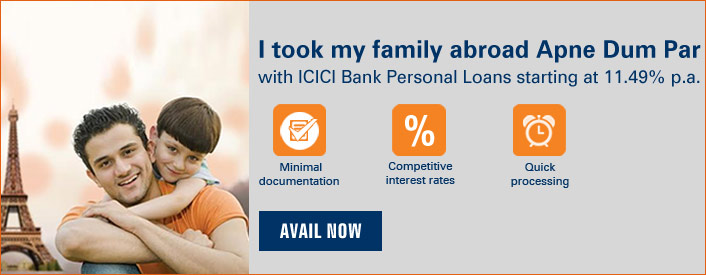 I took my family abroad Apne Dum Par
with ICICI Bank Personal Loans starting at 11.49% p.a.
%
Minimal
documentation
Competitive
interest rates
Quick
processing
AVAIL NOW